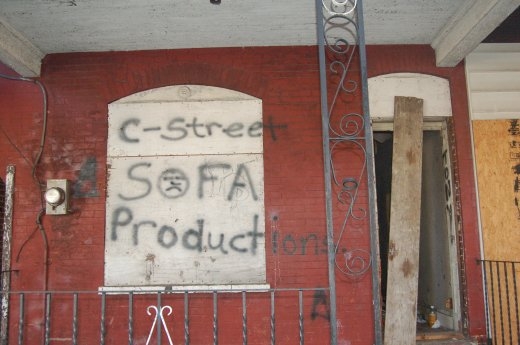 C-Street
SOFA
Productions
A